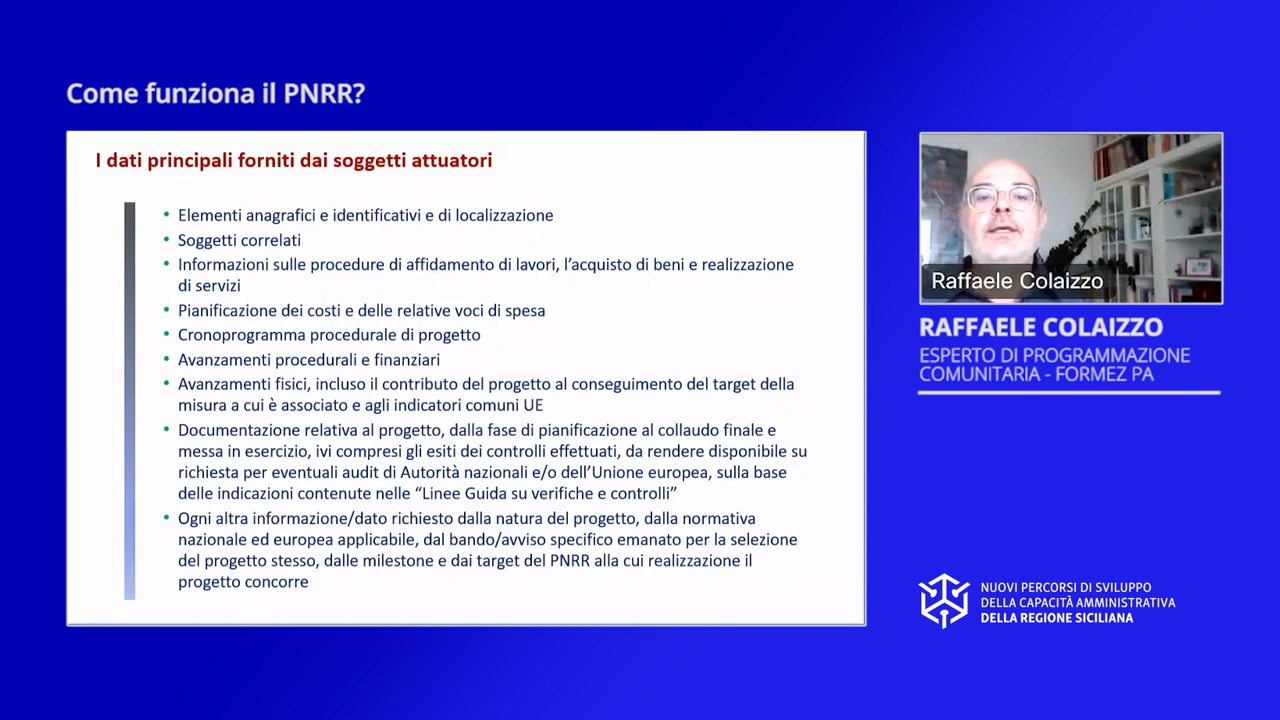 Come funziona il PNRR?
I dati principali forniti dai soggetti attuatori
• Elementi anagrafici e identificativi e di localizzazione
• Soggetti correlati
• Informazioni sulle procedure di affidamento di lavori, l’acquisto di beni e realizzazione
di servizi
• Pianificazione dei costi e delle relative voci di spesa
• Cronoprogramma procedurale di progetto
• Avanzamenti procedurali e finanziari
• Avanzamenti fisici, incluso il contributo del progetto al conseguimento del target della
misura a cui è associato e agli indicatori comuni UE
• Documentazione relativa al progetto, dalla fase di pianificazione al collaudo finale e
messa in esercizio, ivi compresi gli esiti dei controlli effettuati, da rendere disponibile su
richiesta per eventuali audit di Autorità nazionali e/o dell’Unione europea, sulla base
delle indicazioni contenute nelle “Linee Guida su verifiche e controlli”
• Ogni altra informazione/dato richiesto dalla natura del progetto, dalla normativa
nazionale ed europea applicabile, dal bando/avviso specifico emanato per la selezione
del progetto stesso, dalle milestone e dai target del PNRR alla cui realizzazione il
progetto concorre
Raffaele Colaizzo
RAFFAELE COLAIZZO
ESPERTO DI PROGRAMMAZIONE
COMUNITARIA - FORMEZ PA
NUOVI PERCORSI DI SVILUPPO
DELLA CAPACITÀ AMMINISTRATIVA
DELLA REGIONE SICILIANA